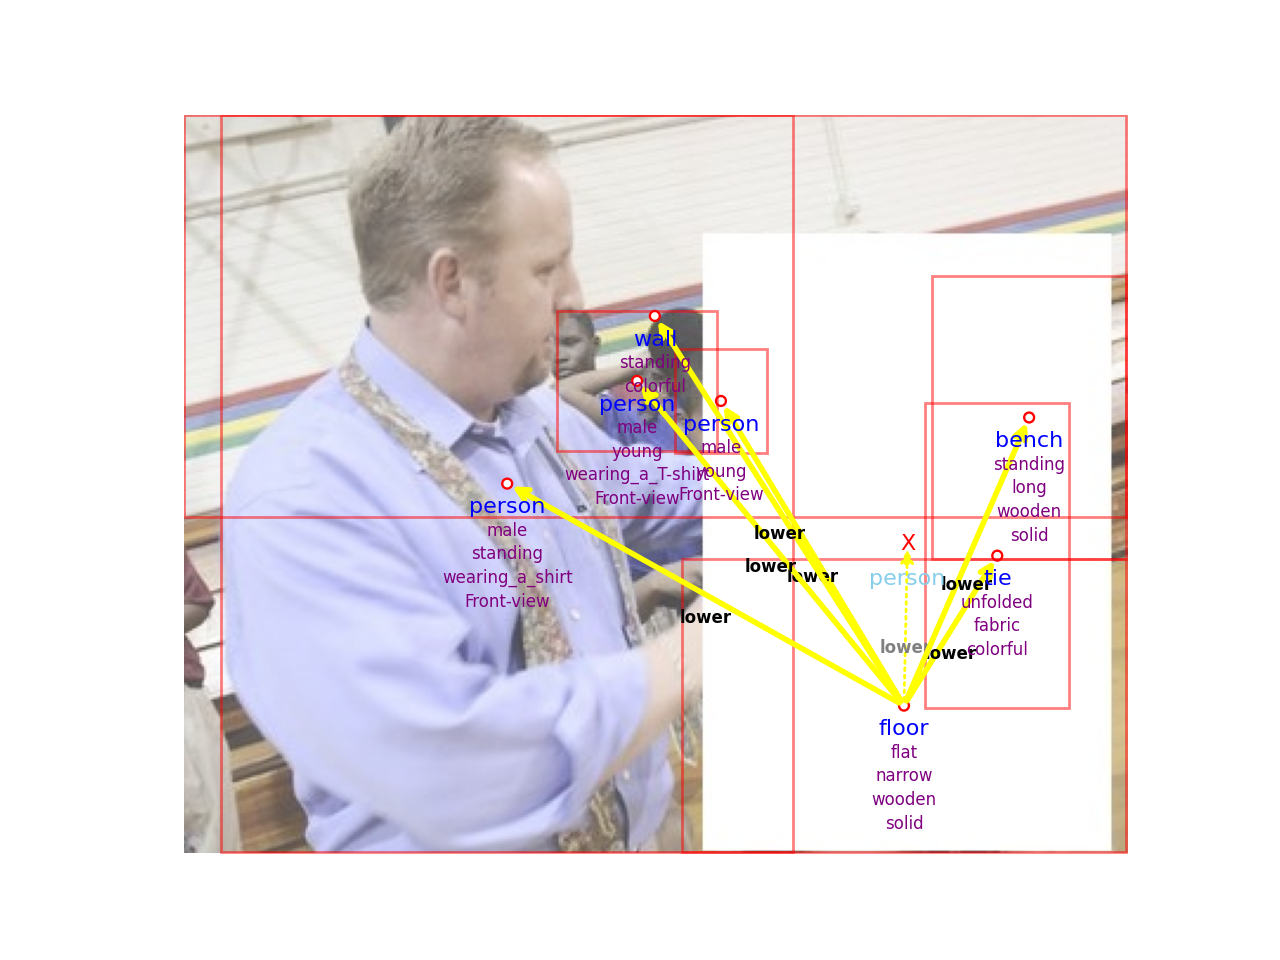 wall
standing
colorful
person
male
young
wearing_a_T-shirt
Front-view
person
male
young
Front-view
bench
standing
long
wooden
solid
person
male
standing
wearing_a_shirt
Front-view
lower
lower
lower
lower
X
person
lower
tie
unfolded
fabric
colorful
lower
lower
floor
flat
narrow
wooden
solid